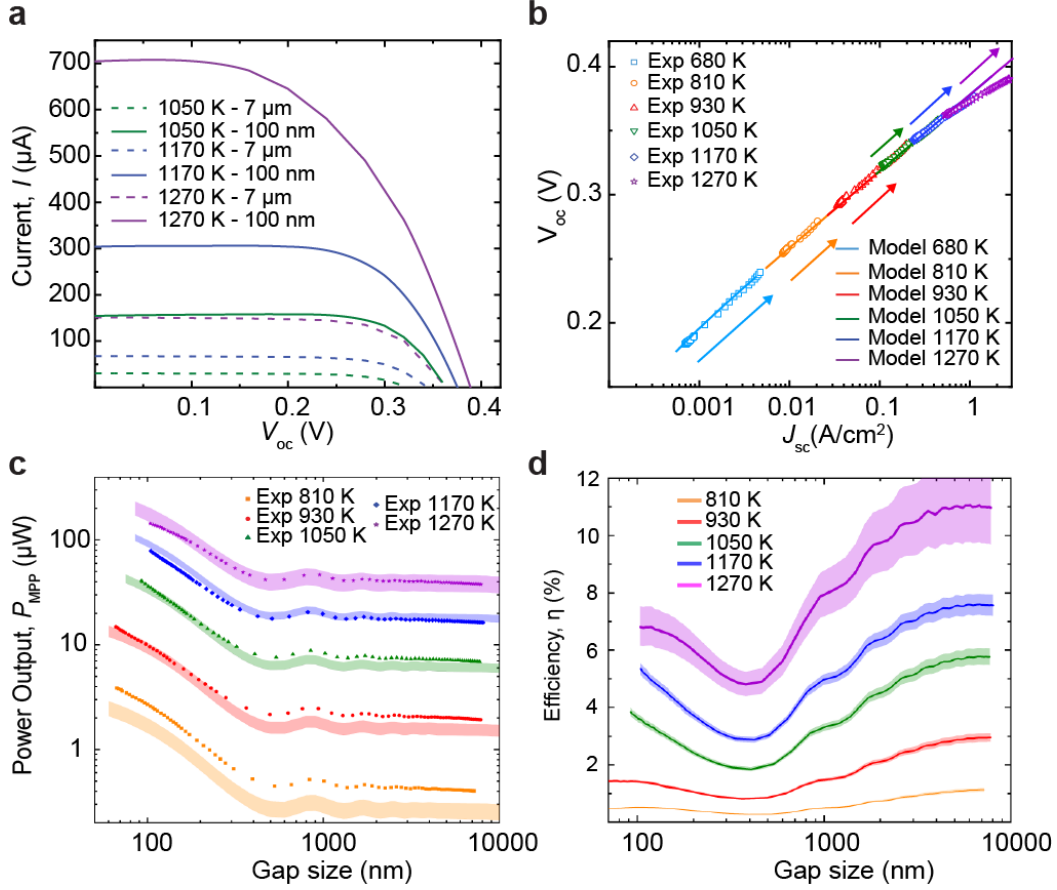 a
700
600
500
400
300
200
100
Current, I (µA)
1050 K - 7 µm
1050 K - 100 nm
1170 K - 7 µm
1170 K - 100 nm
1270 K - 7 µm
1270 K - 100 nm
0.1 0.2 0.3 0.4
Voc (V)
b
0.4
0.3
0.2
Voc (V)
Exp 680 K
Exp 810 K
Exp 930 K
Exp 1050 K
Exp 1170 K
Exp 1270 K
Model 680 K
Model 810 K
Model 930 K
Model 1050 K
Model 1170 K
Model 1270 K
0.001 0.01 0.1 1
Jsc(A/cm²)
c
100
10
1
Power Output, PMPP (µW)
Exp 810 K
Exp 930 K
Exp 1050 K
Exp 1170 K
Exp 1270 K
100 1000 10000
Gap size (nm)
d
12
10
8
6
4
2
Efficiency, η (%)
810 K
930 K
1050 K
1170 K
1270 K
100 1000 10000
Gap size (nm)